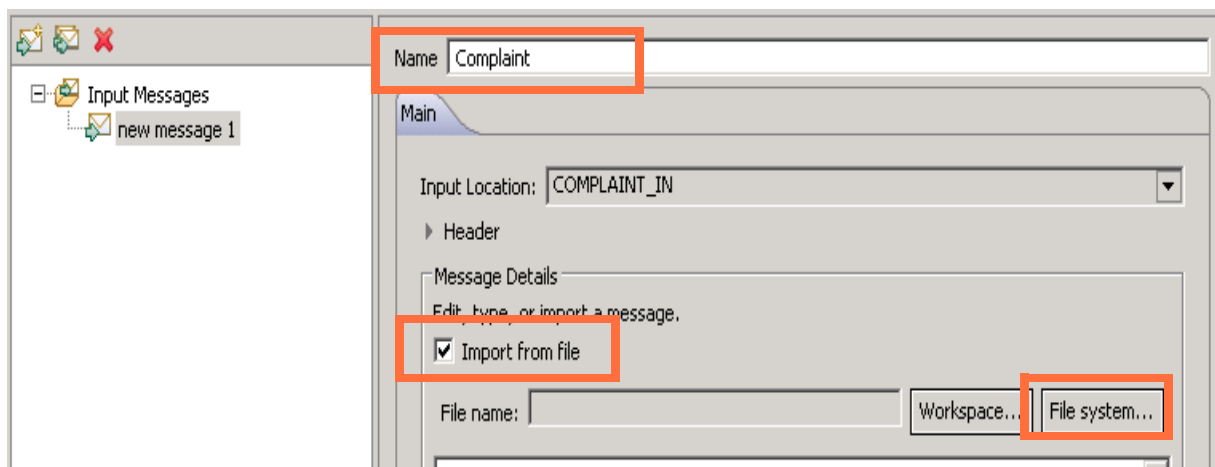 Name Complaint
Input Messages
new message 1
Main
Input Location: COMPLAINT_IN
Header
Message Details
Edit, type, or import a message.
Import from file
File name: Workspace... File system...